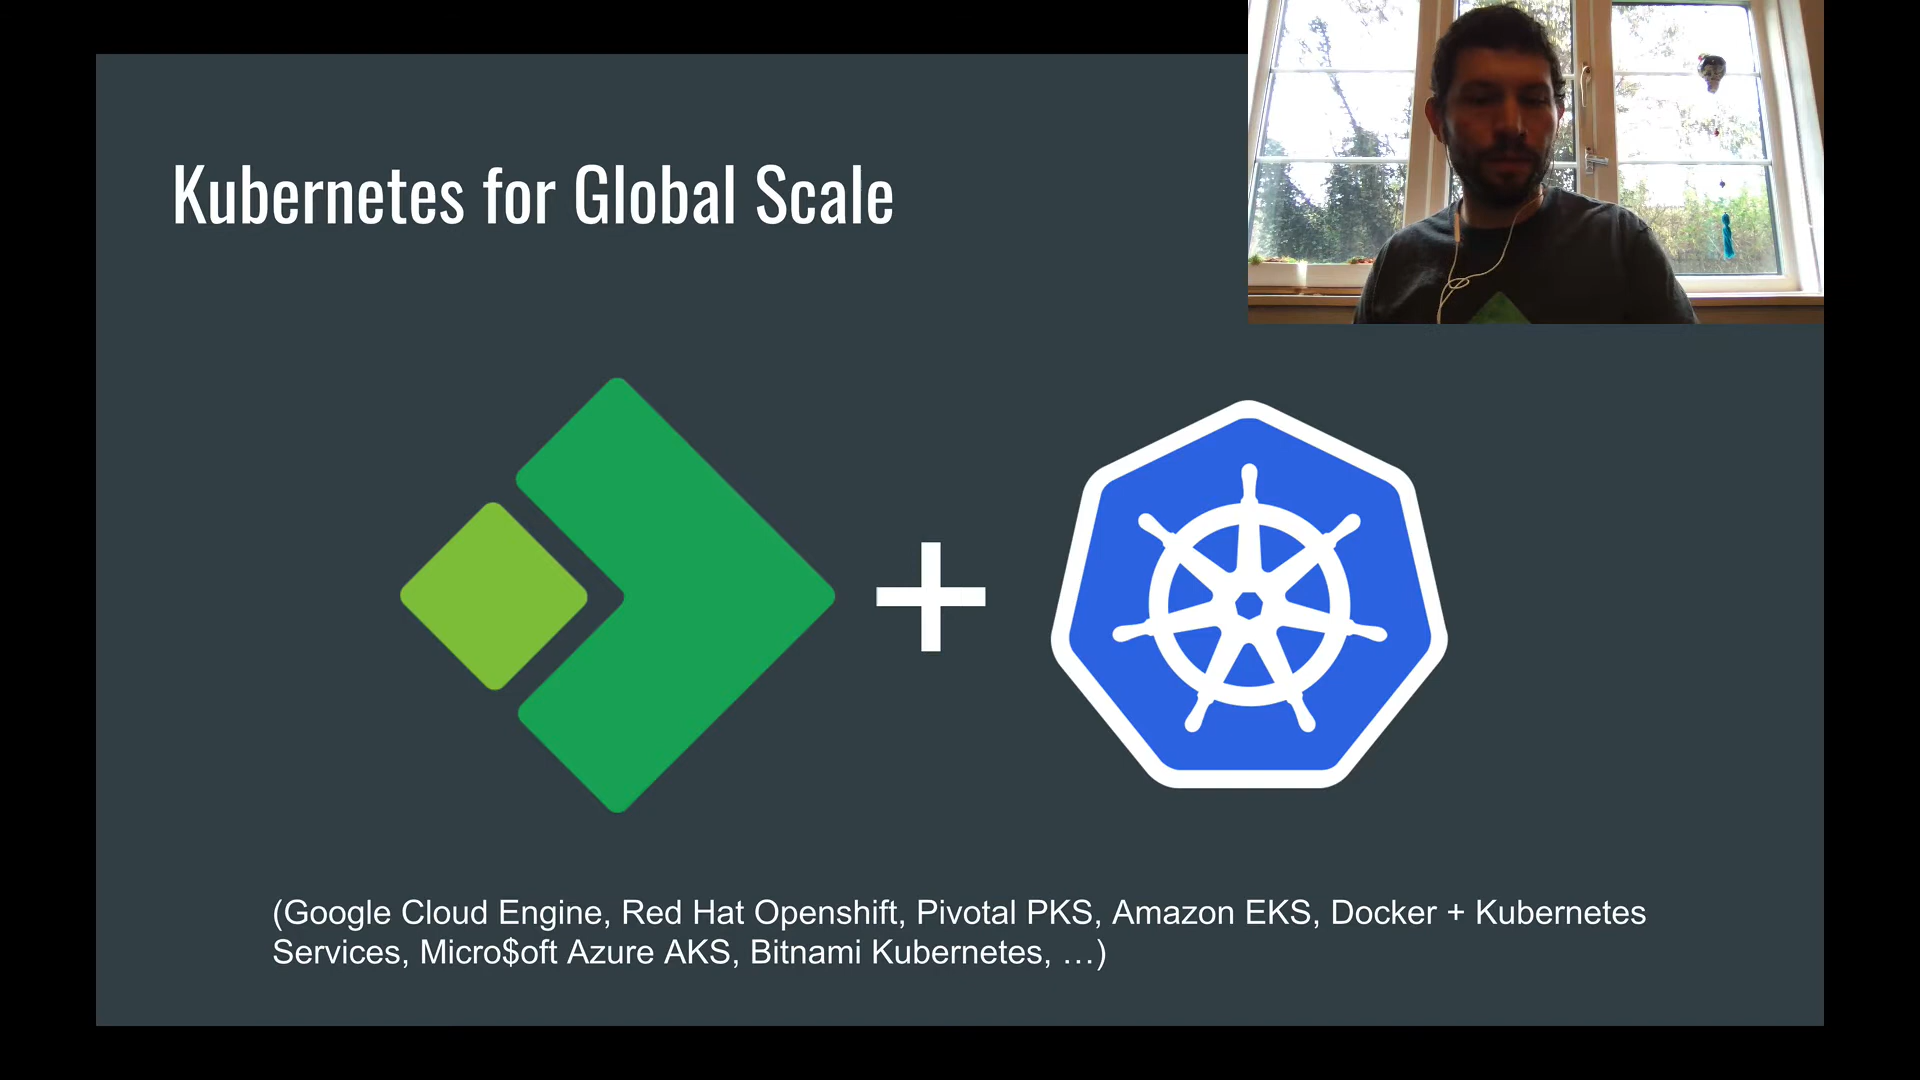 Kubernetes for Global Scale
(Google Cloud Engine, Red Hat Openshift, Pivotal PKS, Amazon EKS, Docker + Kubernetes
Services, Micro$oft Azure AKS, Bitnami Kubernetes, …)